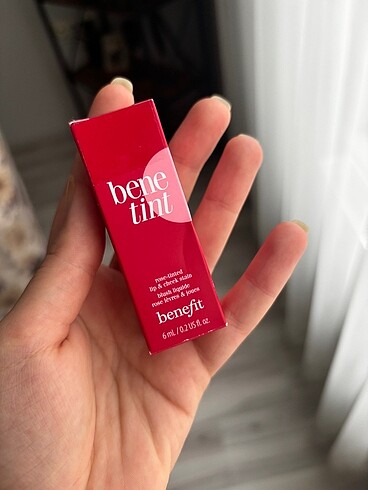 bene
tint
rose-tinted
lip & cheek stain
blush liquide
rose lèvres & joues
benefit
6 mL / 0.2 US fl. oz.